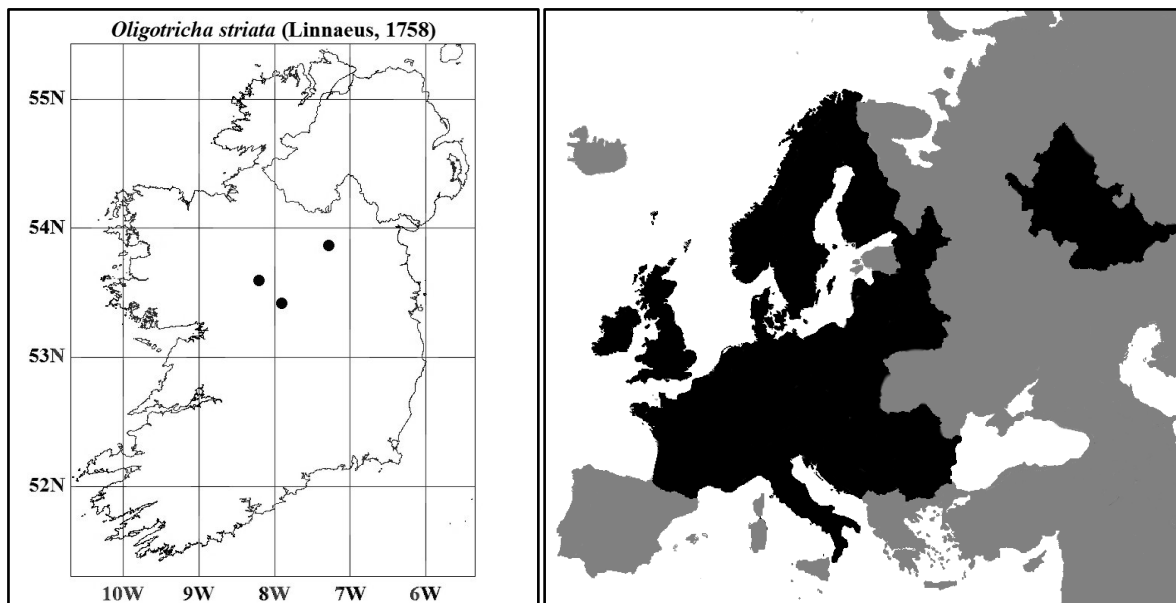 Oligotricha striata (Linnaeus, 1758)
55N
54N
53N
52N
10W 9W 8W 7W 6W